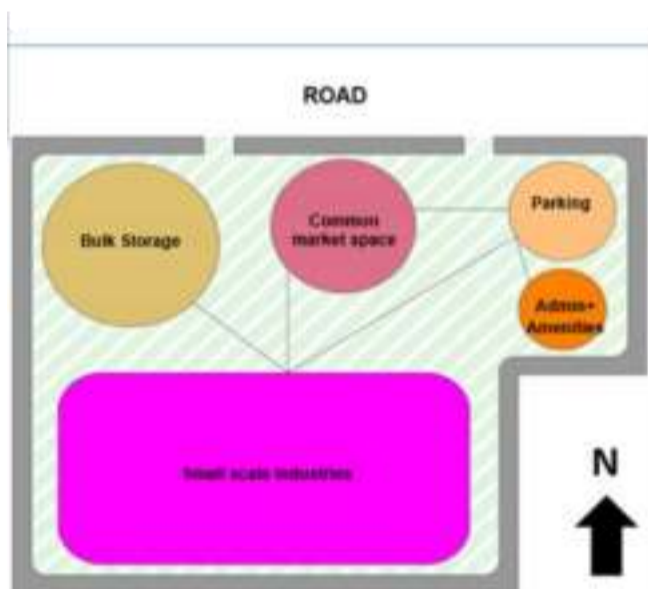 ROAD
Bulk Storage
Common
market space
Parking
Admin+
Amenities
Small scale industries
N